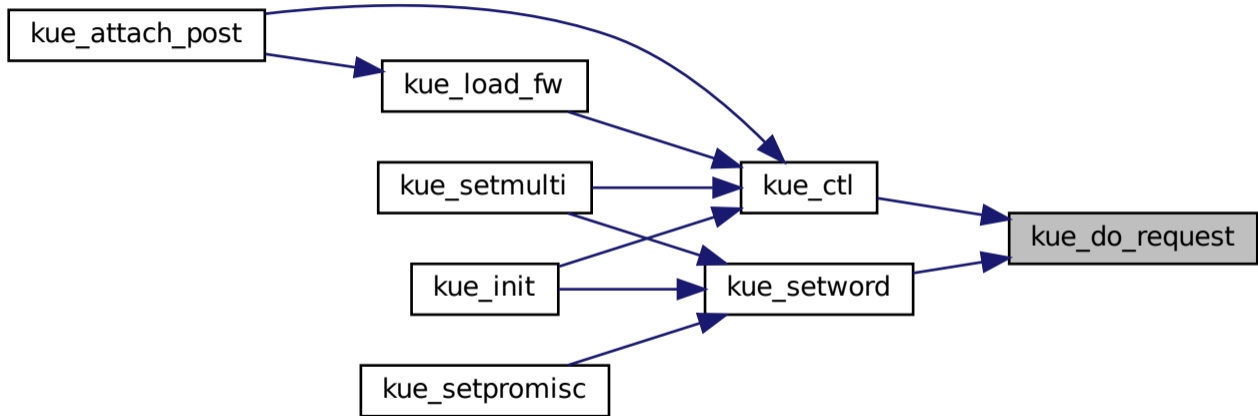 kue_attach_post
kue_load_fw
kue_setmulti
kue_ctl
kue_do_request
kue_init
kue_setword
kue_setpromisc